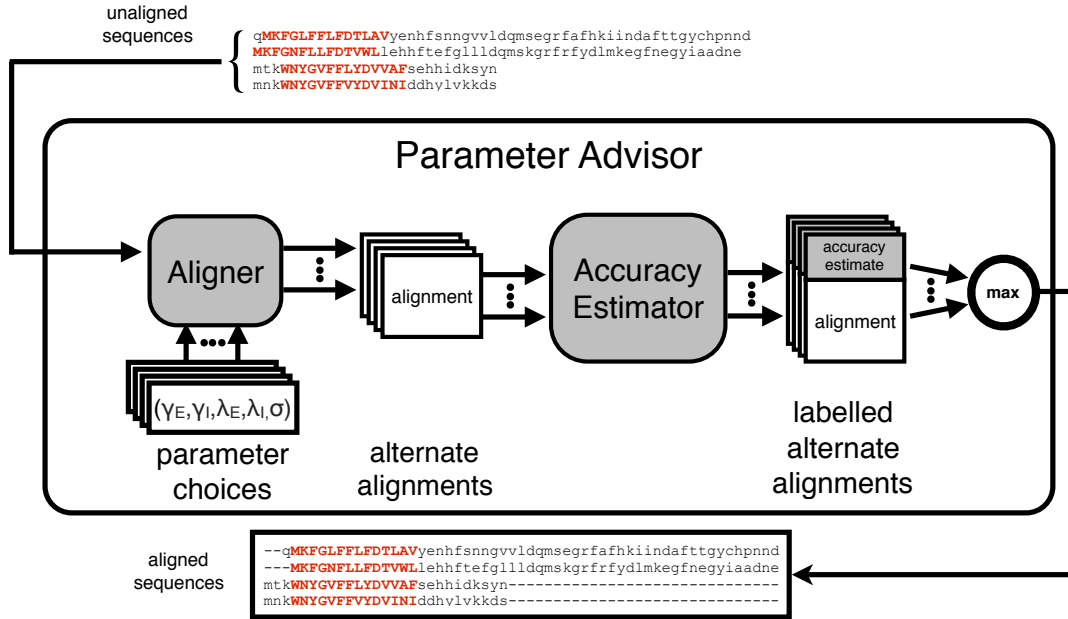 unaligned
sequences
qMKFGLFFLFDTLAVyenhfsnngvvldqmsegrfafhkiindafttgychpnnd
MKFGNFLLFDTVWLlehhftefglllldqmskgrfrfydlmkegfnegyiaadne
mtkWNYGVFFLYDVVAFsehhidksyn
mnkWNYGVFFVYDVINIddhylvkkds
Parameter Advisor
Aligner
alignment
Accuracy
Estimator
accuracy
estimate
alignment
max
(γE,γI,λE,λI,σ)
parameter
choices
alternate
alignments
labelled
alternate
alignments
aligned
sequences
--qMKFGLFFLFDTLAVyenhfsnngvvldqmsegrfafhkiindafttgychpnnd
---MKFGNFLLFDTVWLlehhftefglllldqmskgrfrfydlmkegfnegyiaadne
mtkWNYGVFFLYDVVAFsehhidksyn-------------------------------
mnkWNYGVFFVYDVINIddhylvkkds-------------------------------